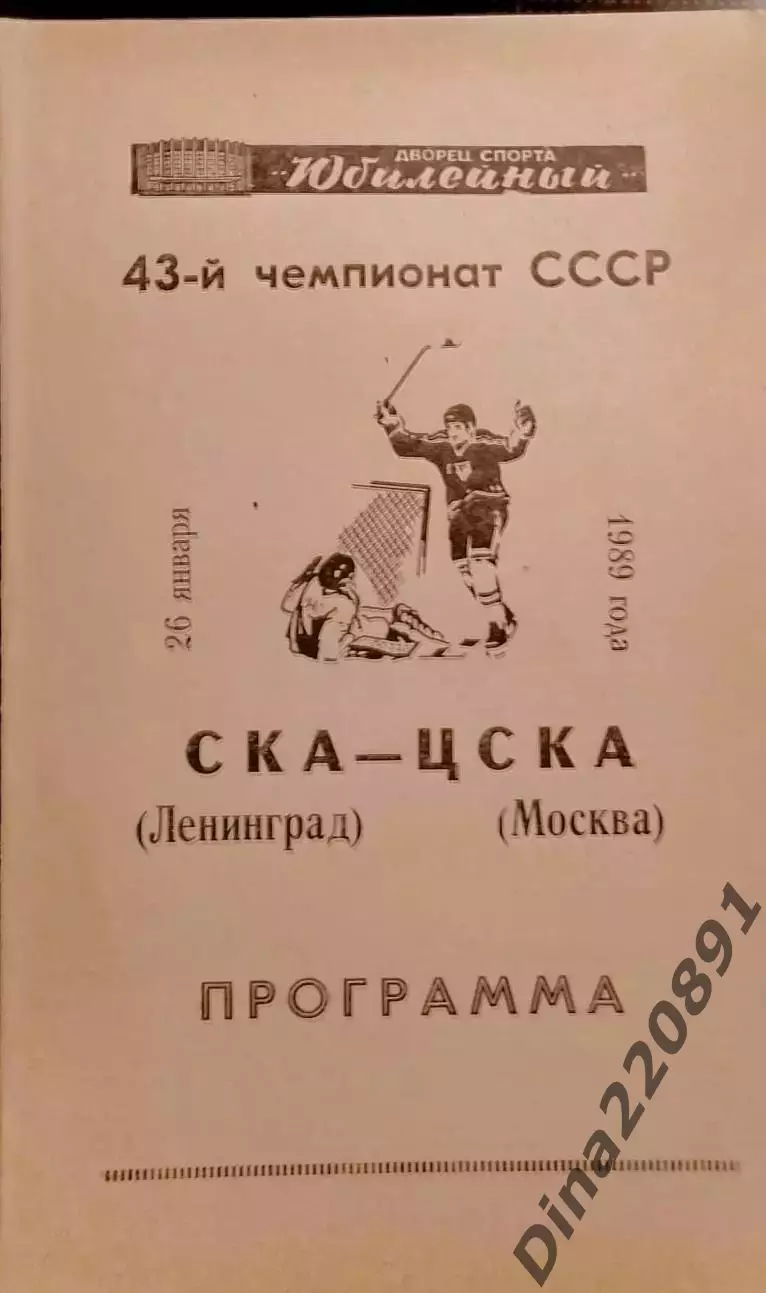 ДВОРЕЦ СПОРТА
"Юбилейный"
43-й чемпионат СССР
26 января
1989 года
СКА—ЦСКА
(Ленинград) (Москва)
ПРОГРАММА
Dina220891